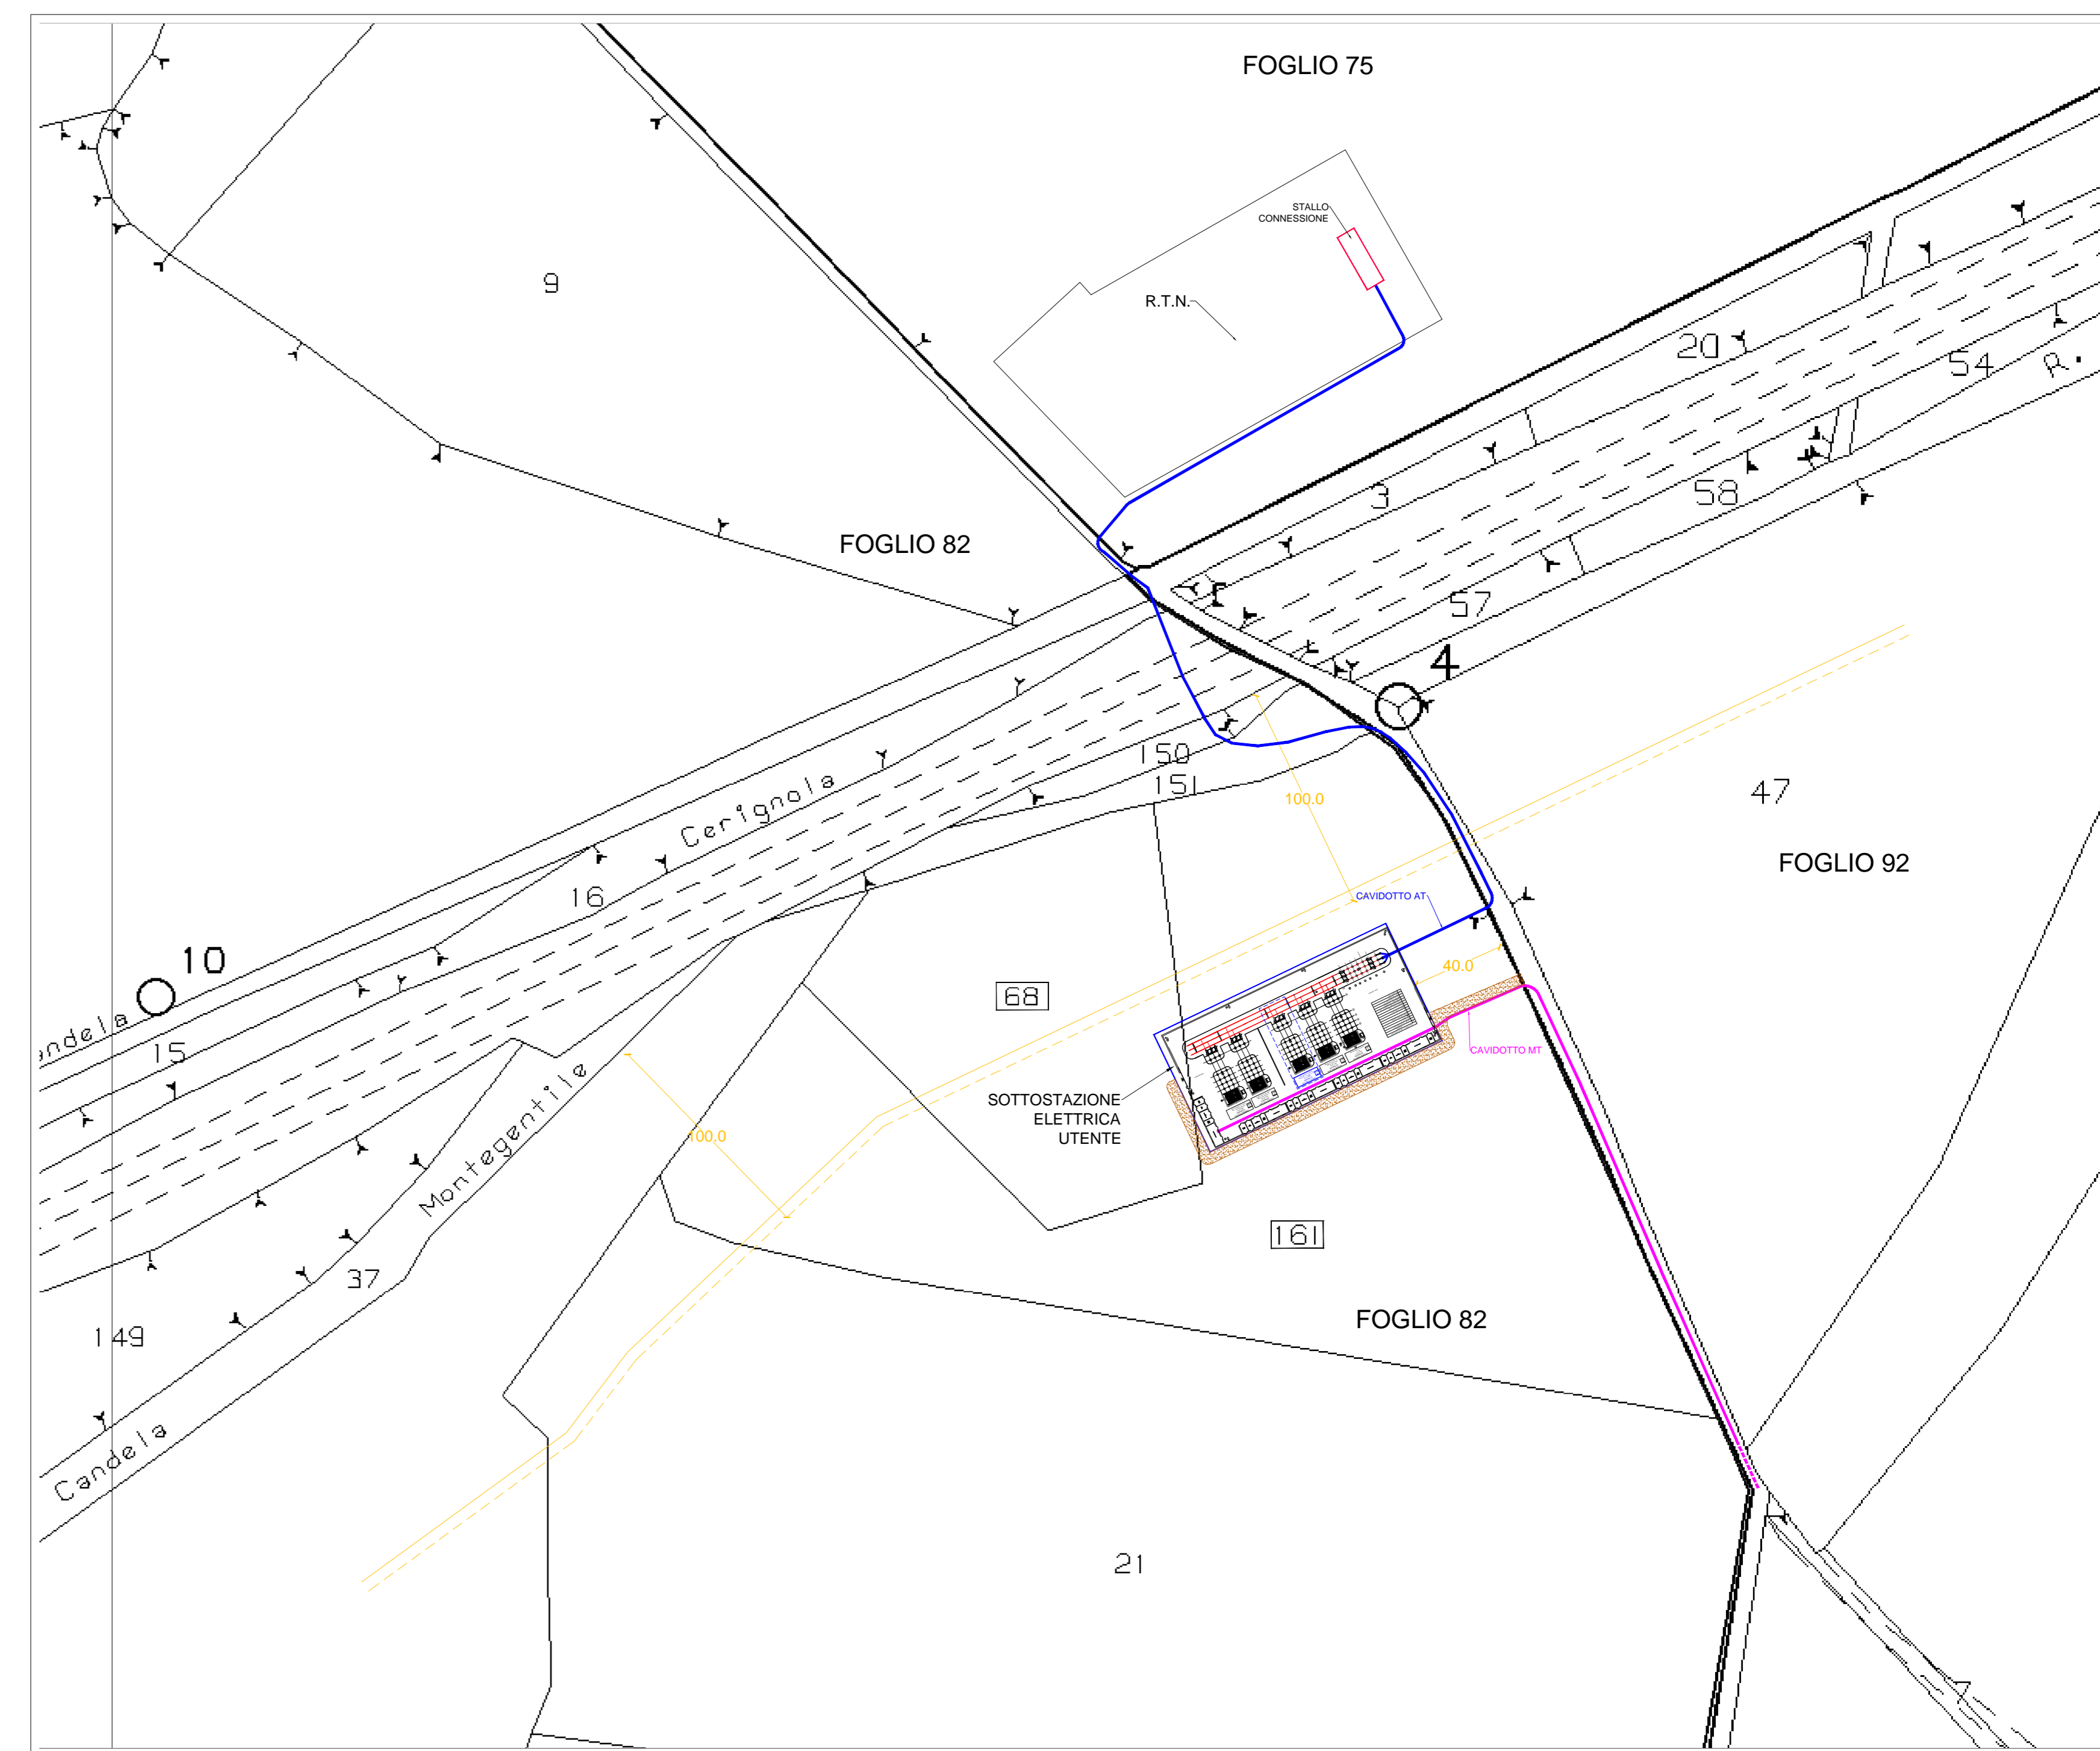 FOGLIO 75
STALLO
CONNESSIONE
9
R.T.N.
20
54
R.
3
58
FOGLIO 82
57
4
150
151
100.0
47
Cerignola
FOGLIO 92
16
CAVIDOTTO AT
10
40.0
68
andela
15
CAVIDOTTO MT
SOTTOSTAZIONE
ELETTRICA
UTENTE
100.0
Montegentile
161
37
FOGLIO 82
149
Candela
21
7